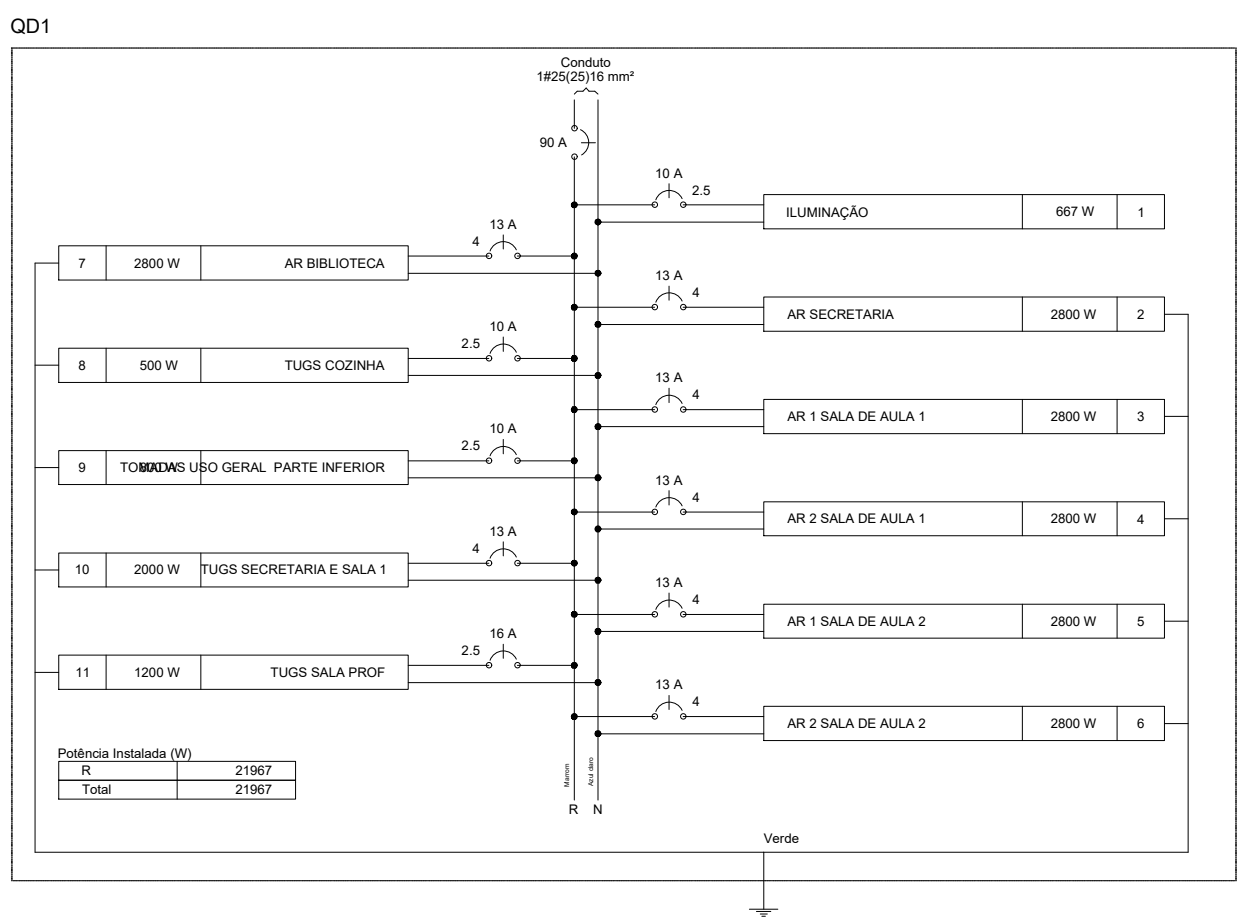 QD1
Conduto
1#25(25)16 mm²
90 A
10 A
2.5
ILUMINAÇÃO 667 W 1
13 A
4
7 2800 W AR BIBLIOTECA
13 A
4
AR SECRETARIA 2800 W 2
10 A
2.5
8 500 W TUGS COZINHA
13 A
4
AR 1 SALA DE AULA 1 2800 W 3
10 A
2.5
9 TOMADAS USO GERAL PARTE INFERIOR
13 A
4
AR 2 SALA DE AULA 1 2800 W 4
13 A
4
10 2000 W TUGS SECRETARIA E SALA 1
13 A
4
AR 1 SALA DE AULA 2 2800 W 5
16 A
2.5
11 1200 W TUGS SALA PROF
13 A
4
AR 2 SALA DE AULA 2 2800 W 6
Potência Instalada (W)
R 21967
Total 21967
Marrom
Azul claro
R N
Verde